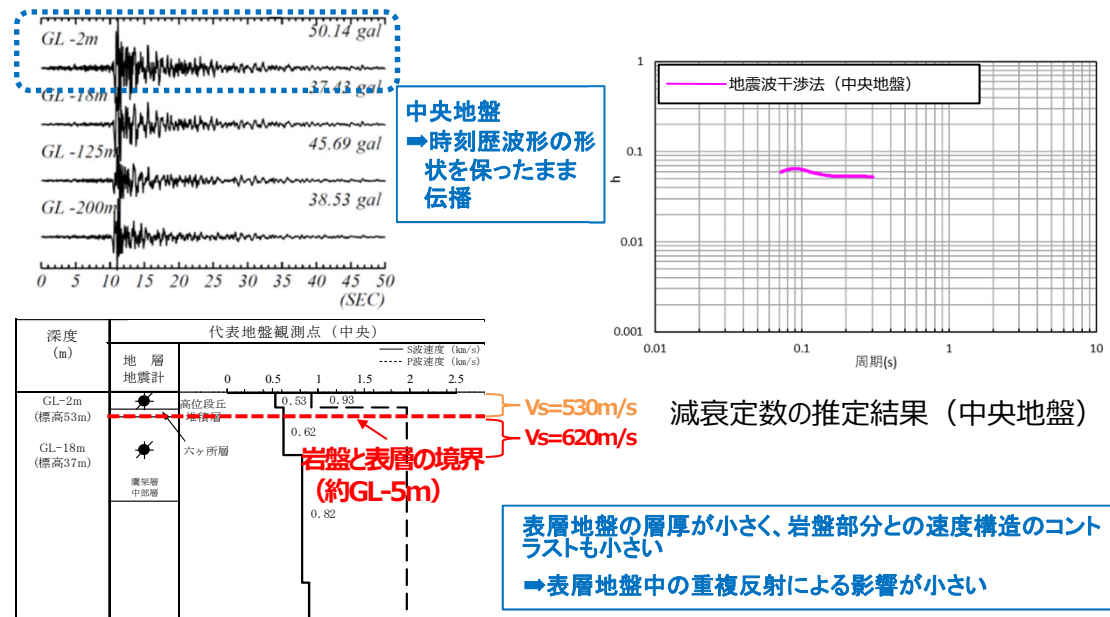 GL -2m
50.14 gal
GL -18m
37.43 gal
GL -125m
45.69 gal
GL -200m
38.53 gal
0 5 10 15 20 25 30 35 40 45 50
(SEC)
中央地盤
➡時刻歴波形の形
状を保ったまま
伝播
1
0.1
0.01
0.001
h
地震波干渉法（中央地盤）
0.01 0.1 1 10
周期(s)
減衰定数の推定結果（中央地盤）
深度
(m)
地 層
地震計
代表地盤観測点（中央）
S波速度 (km/s)
P波速度 (km/s)
0 0.5 1 1.5 2 2.5
GL-2m
(標高53m)
高位段丘
堆積層
0.53 0.93
GL-18m
(標高37m)
六ヶ所層
0.62
鷹架層
中部層
0.82
岩盤と表層の境界
（約GL-5m）
Vs=530m/s
Vs=620m/s
表層地盤の層厚が小さく、岩盤部分との速度構造のコント
ラストも小さい
➡表層地盤中の重複反射による影響が小さい